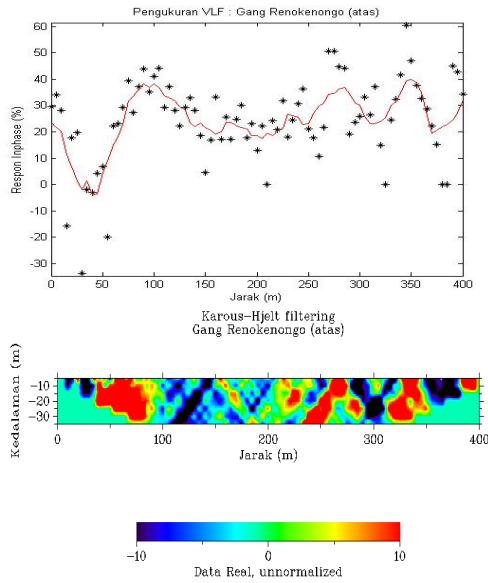 Pengukuran VLF : Gang Renokenongo (atas)
Respon Inphase (%)
60
50
40
30
20
10
0
-10
-20
-30
0 50 100 150 200 250 300 350 400
Jarak (m)
Karous-Hjelt filtering
Gang Renokenongo (atas)
Kedalaman (m)
-10
-20
-30
0 100 200 300 400
Jarak (m)
-10 0 10
Data Real, unnormalized